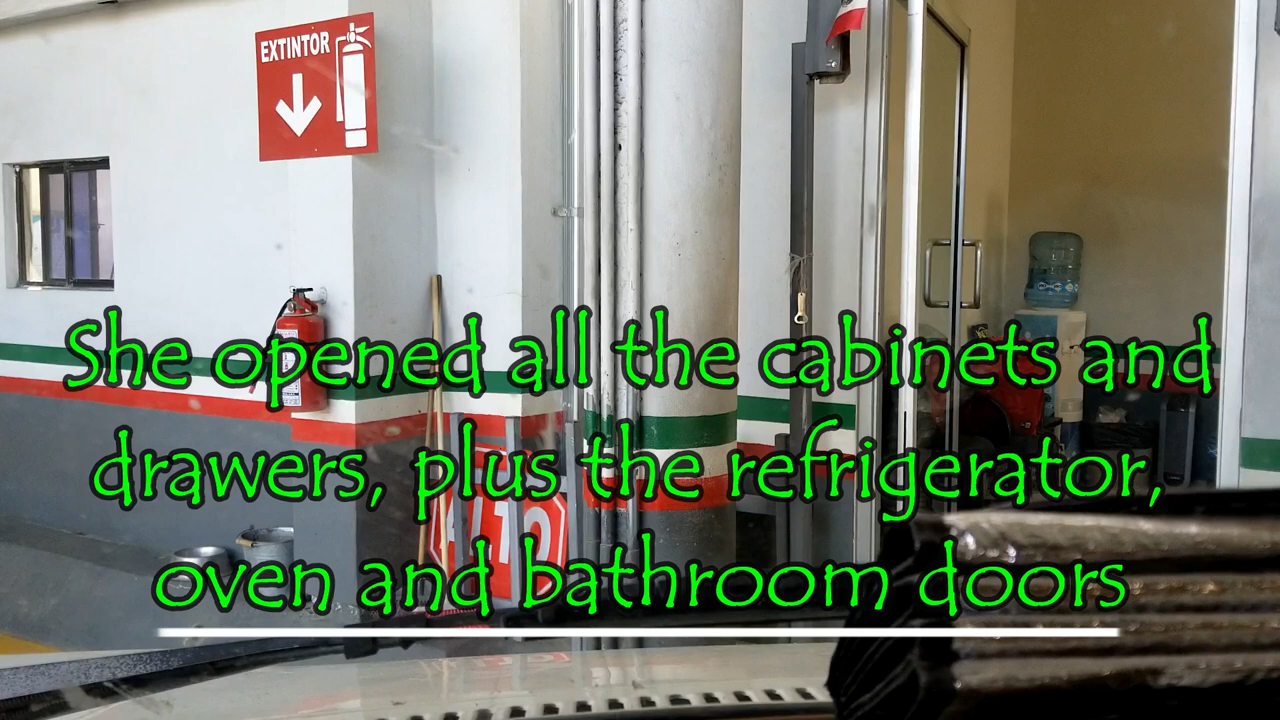 EXTINTOR
She opened all the cabinets and
drawers, plus the refrigerator,
oven and bathroom doors